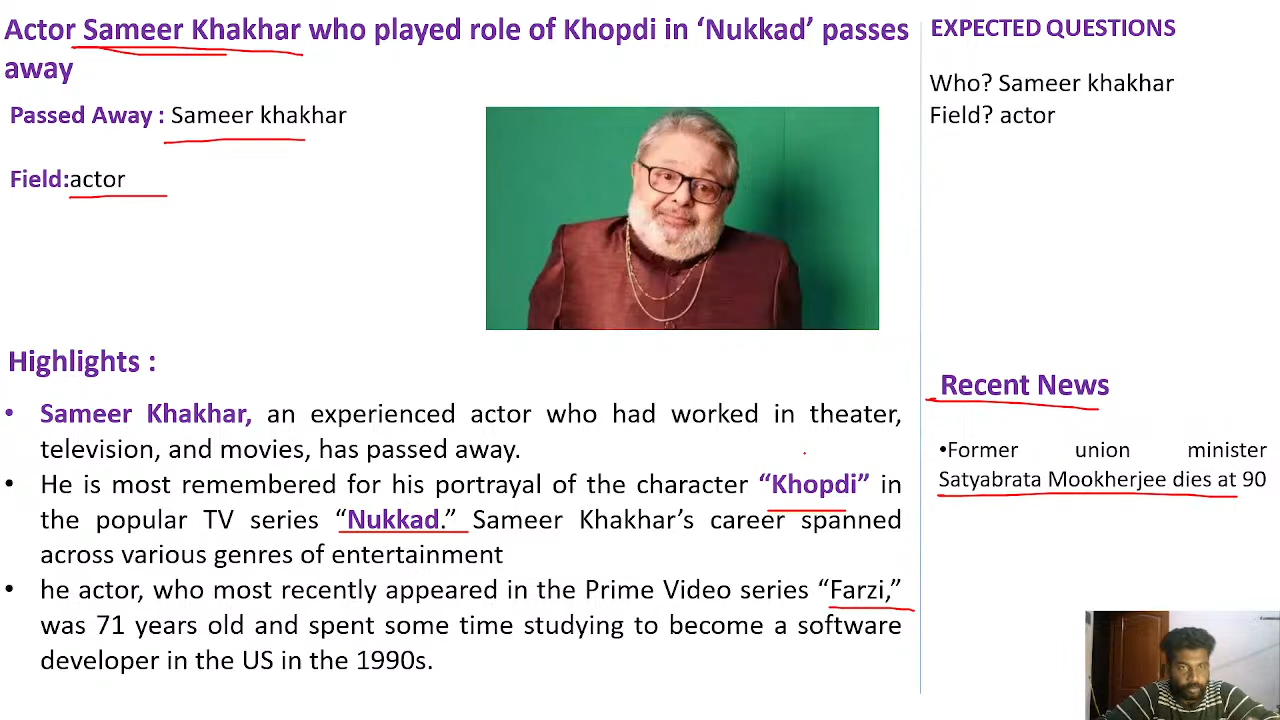 Actor Sameer Khakhar who played role of Khopdi in ‘Nukkad’ passes
away
Passed Away : Sameer khakhar
Field:actor
Highlights :
• Sameer Khakhar, an experienced actor who had worked in theater,
television, and movies, has passed away.
• He is most remembered for his portrayal of the character “Khopdi” in
the popular TV series “Nukkad.” Sameer Khakhar’s career spanned
across various genres of entertainment
• he actor, who most recently appeared in the Prime Video series “Farzi,”
was 71 years old and spent some time studying to become a software
developer in the US in the 1990s.
EXPECTED QUESTIONS
Who? Sameer khakhar
Field? actor
Recent News
•Former union minister
Satyabrata Mookherjee dies at 90